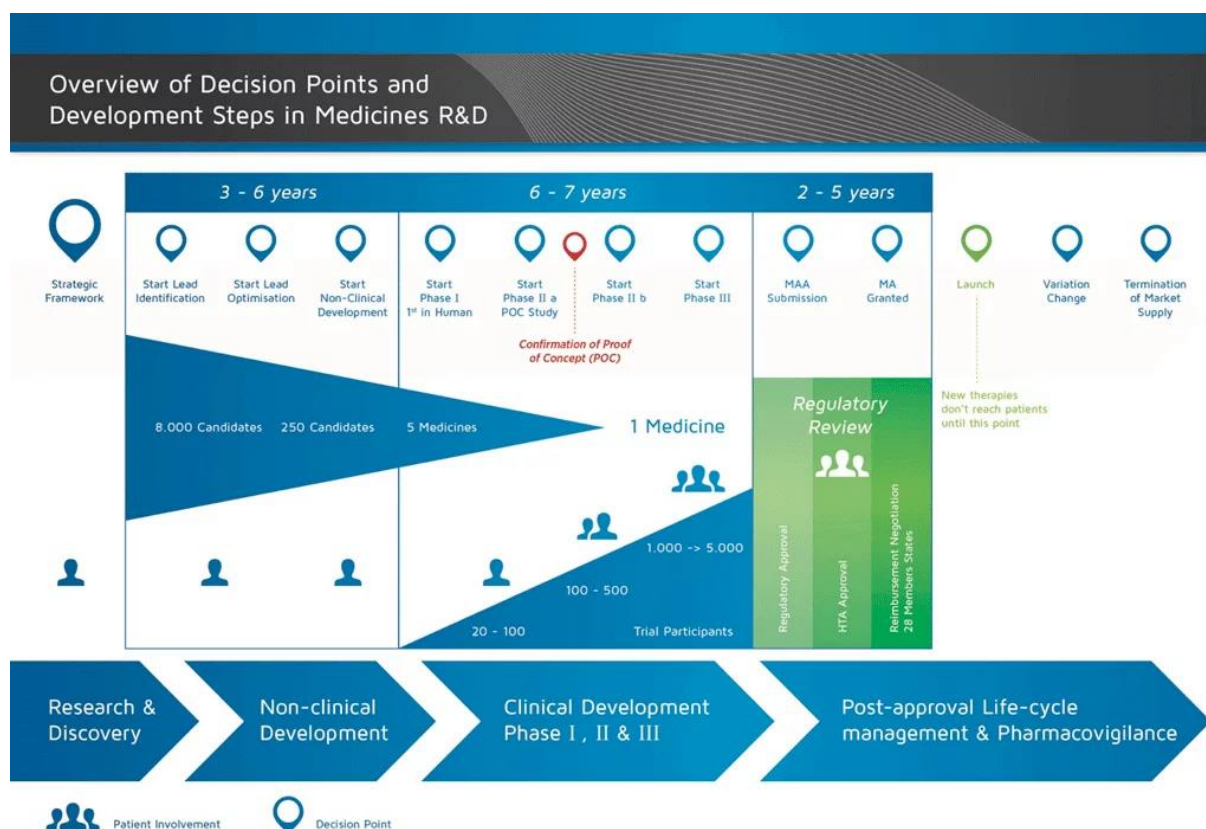 Overview of Decision Points and
Development Steps in Medicines R&D
3 - 6 years
6 - 7 years
2 - 5 years
Strategic
Framework
Start Lead
Identification
Start Lead
Optimisation
Start
Non-Clinical
Development
Start
Phase I
1st in Human
Start
Phase II a
POC Study
Start
Phase II b
Start
Phase III
MAA
Submission
MA
Granted
Launch
Variation
Change
Termination
of Market
Supply
Confirmation of Proof
of Concept (POC)
8.000 Candidates
250 Candidates
5 Medicines
1 Medicine
Regulatory
Review
New therapies
don't reach patients
until this point
1.000 -> 5.000
100 - 500
20 - 100
Trial Participants
Regulatory Approval
HTA Approval
Reimbursement Negotiation
28 Members States
Research &
Discovery
Non-clinical
Development
Clinical Development
Phase I , II & III
Post-approval Life-cycle
management & Pharmacovigilance
Patient Involvement
Decision Point